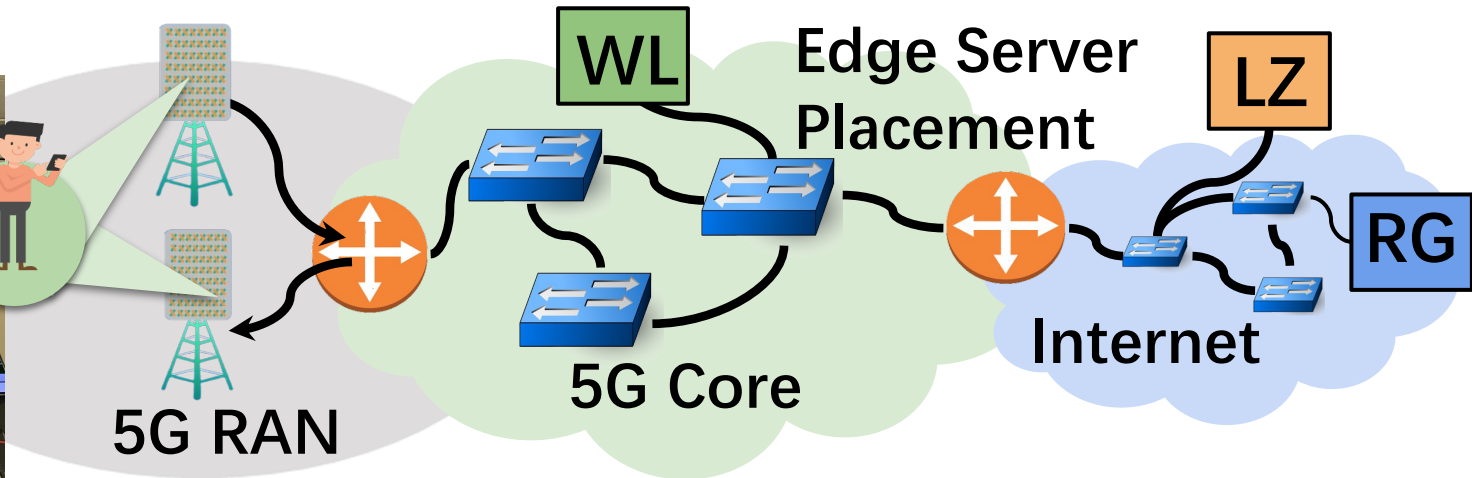 WL
Edge Server
Placement
LZ
RG
Internet
5G Core
5G RAN